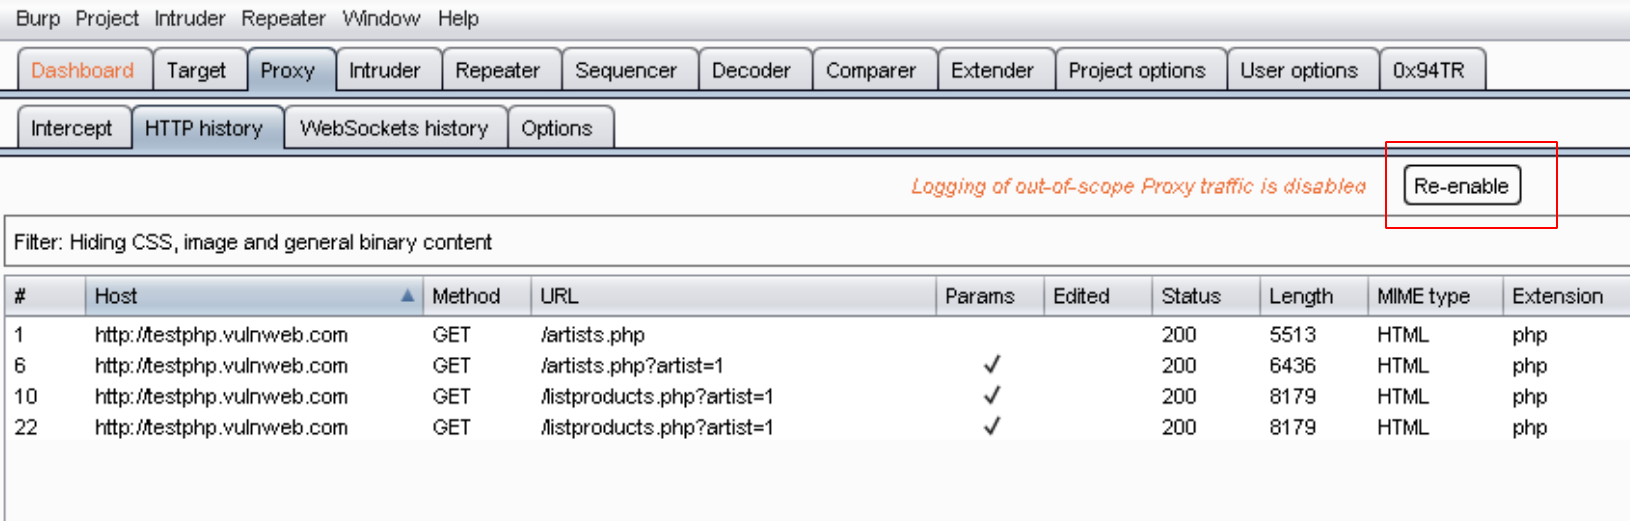 Burp Project Intruder Repeater Window Help
Dashboard Target Proxy Intruder Repeater Sequencer Decoder Comparer Extender Project options User options 0x94TR
Intercept HTTP history WebSockets history Options
Logging of out-of-scope Proxy traffic is disabled Re-enable
Filter: Hiding CSS, image and general binary content
# Host Method URL Params Edited Status Length MIME type Extension
1 http://testphp.vulnweb.com GET /artists.php 200 5513 HTML php
6 http://testphp.vulnweb.com GET /artists.php?artist=1 ✓ 200 6436 HTML php
10 http://testphp.vulnweb.com GET /listproducts.php?artist=1 ✓ 200 8179 HTML php
22 http://testphp.vulnweb.com GET /listproducts.php?artist=1 ✓ 200 8179 HTML php